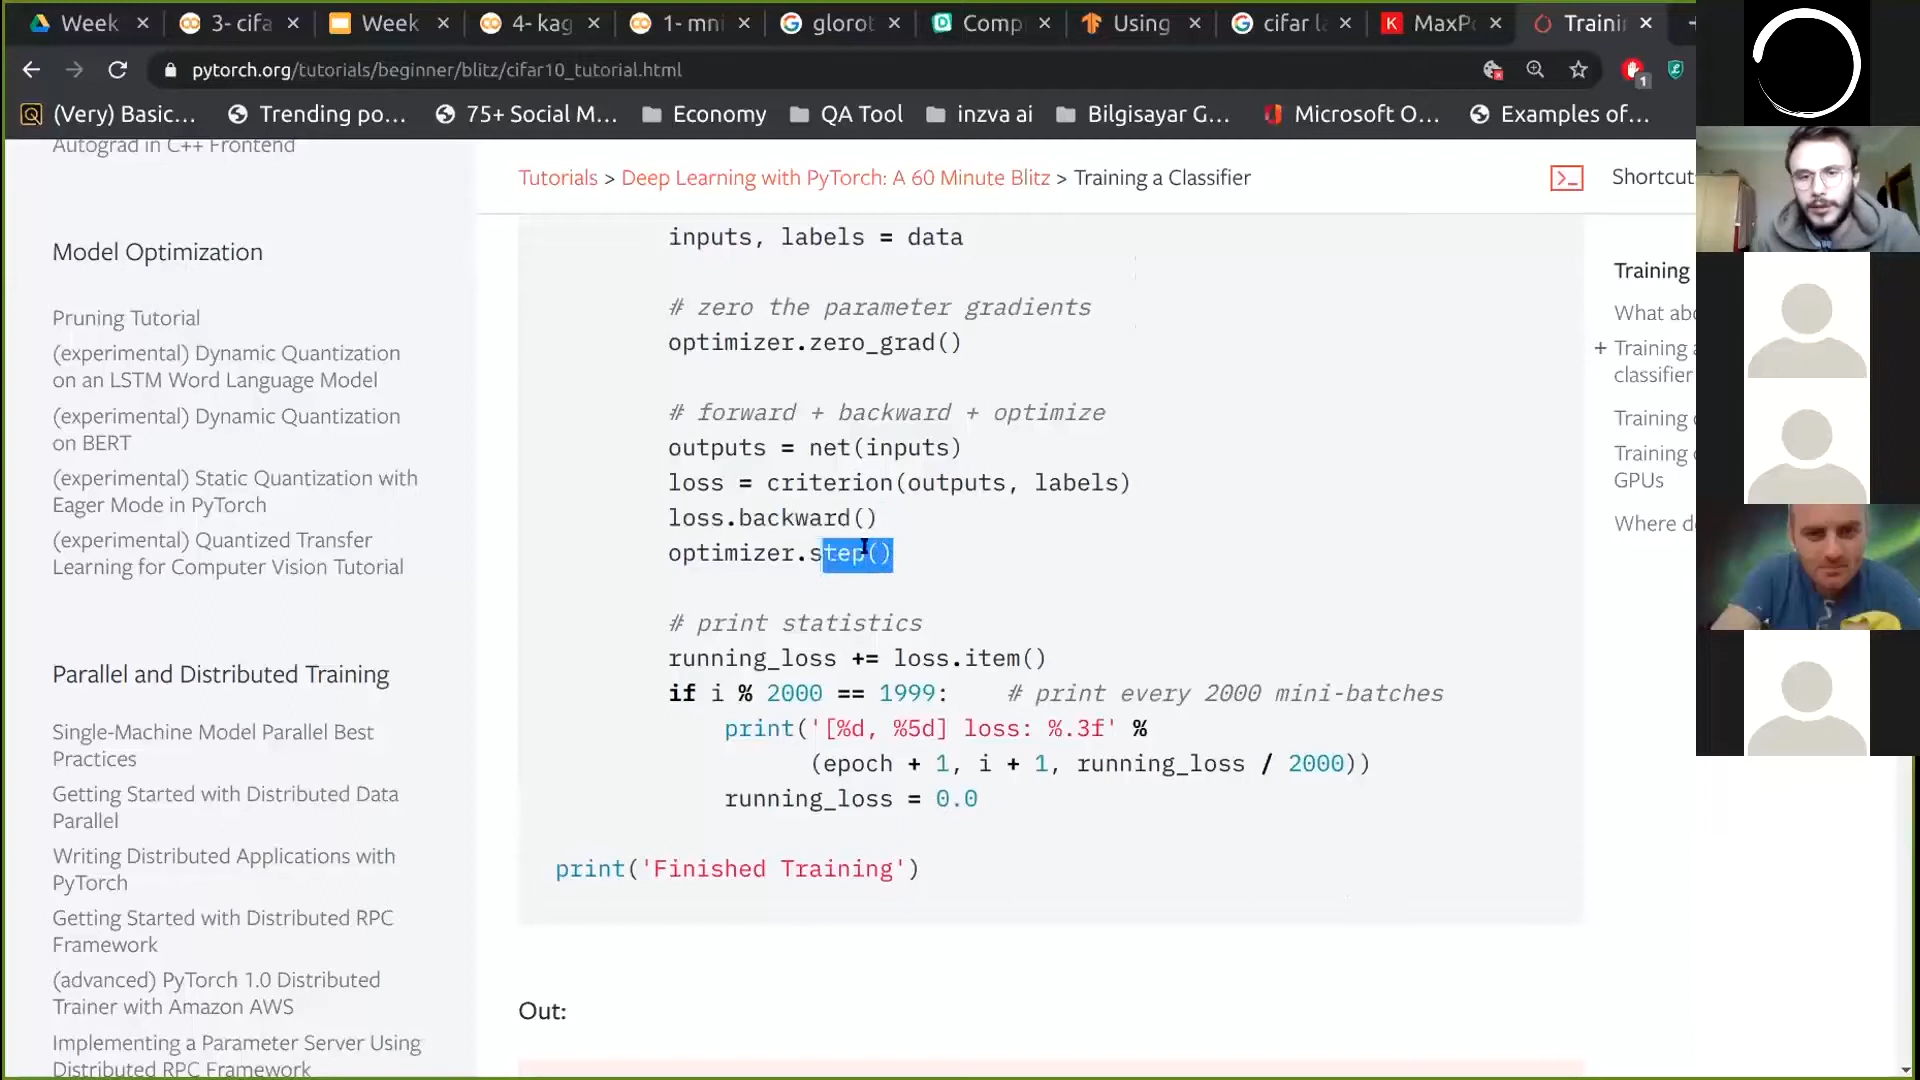 Week
3- cifa
Week
4- kag
1- mni
glorot
Comp
Using
cifar la
MaxPo
Trainin
pytorch.org/tutorials/beginner/blitz/cifar10_tutorial.html
1
(Very) Basic...
Trending po...
75+ Social M...
Economy
QA Tool
inzva ai
Bilgisayar G...
Microsoft O...
Examples of...
Autograd in C++ Frontend
Model Optimization
Pruning Tutorial
(experimental) Dynamic Quantization
on an LSTM Word Language Model
(experimental) Dynamic Quantization
on BERT
(experimental) Static Quantization with
Eager Mode in PyTorch
(experimental) Quantized Transfer
Learning for Computer Vision Tutorial
Parallel and Distributed Training
Single-Machine Model Parallel Best
Practices
Getting Started with Distributed Data
Parallel
Writing Distributed Applications with
PyTorch
Getting Started with Distributed RPC
Framework
(advanced) PyTorch 1.0 Distributed
Trainer with Amazon AWS
Implementing a Parameter Server Using
Distributed RPC Framework
Tutorials > Deep Learning with PyTorch: A 60 Minute Blitz > Training a Classifier
Shortcut
inputs, labels = data
# zero the parameter gradients
optimizer.zero_grad()
# forward + backward + optimize
outputs = net(inputs)
loss = criterion(outputs, labels)
loss.backward()
optimizer.step()
# print statistics
running_loss += loss.item()
if i % 2000 == 1999:    # print every 2000 mini-batches
print('[%d, %5d] loss: %.3f' %
(epoch + 1, i + 1, running_loss / 2000))
running_loss = 0.0
print('Finished Training')
Out:
Training
What abo
+ Training a
classifier
Training o
Training o
GPUs
Where do